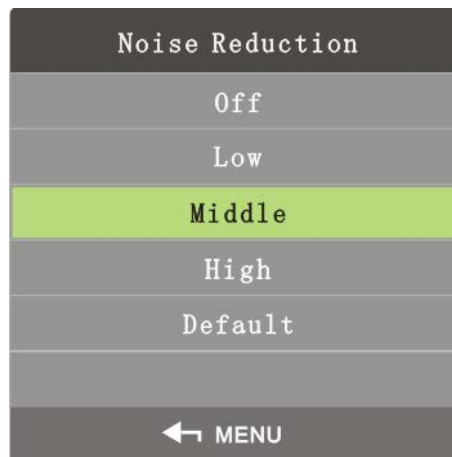 Noise Reduction
Off
Low
Middle
High
Default
MENU